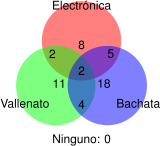 Electrónica
8
2 5
2
11 18
Vallenato 4 Bachata
Ninguno: 0